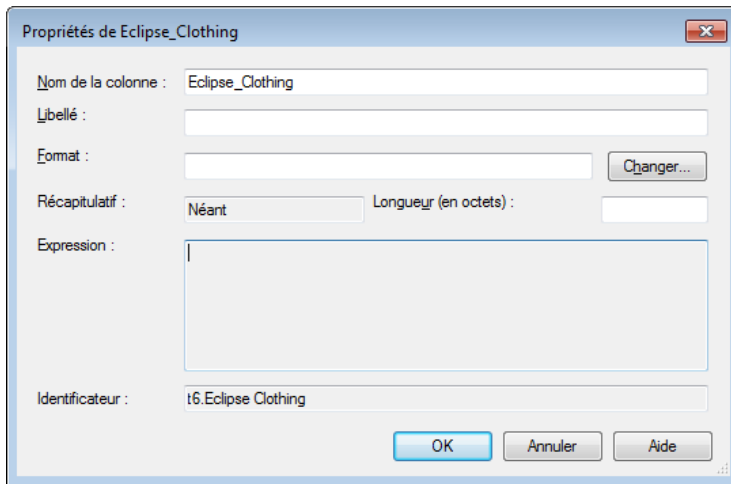 Propriétés de Eclipse_Clothing
Nom de la colonne : Eclipse_Clothing
Libellé :
Format : Changer...
Récapitulatif : Néant Longueur (en octets) :
Expression :
Identificateur : t6.Eclipse Clothing
OK Annuler Aide